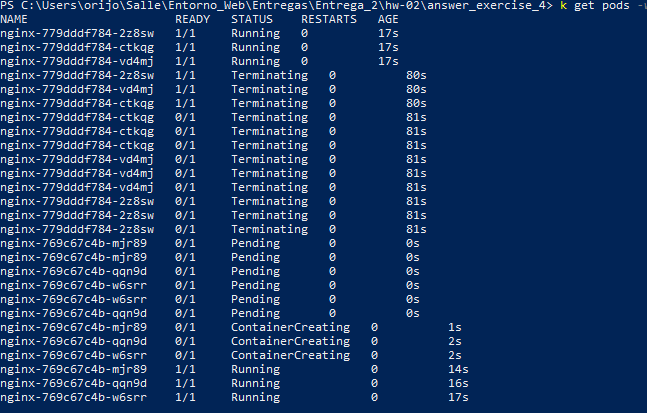 PS C:\Users\orijo\Salle\Entorno_Web\Entregas\Entrega_2\hw-02\answer_exercise_4> k get pods -w
NAME READY STATUS RESTARTS AGE
nginx-779dddf784-2z8sw 1/1 Running 0 17s
nginx-779dddf784-ctkqg 1/1 Running 0 17s
nginx-779dddf784-vd4mj 1/1 Running 0 17s
nginx-779dddf784-2z8sw 1/1 Terminating 0 80s
nginx-779dddf784-vd4mj 1/1 Terminating 0 80s
nginx-779dddf784-ctkqg 1/1 Terminating 0 80s
nginx-779dddf784-ctkqg 0/1 Terminating 0 81s
nginx-779dddf784-ctkqg 0/1 Terminating 0 81s
nginx-779dddf784-ctkqg 0/1 Terminating 0 81s
nginx-779dddf784-vd4mj 0/1 Terminating 0 81s
nginx-779dddf784-vd4mj 0/1 Terminating 0 81s
nginx-779dddf784-vd4mj 0/1 Terminating 0 81s
nginx-779dddf784-2z8sw 0/1 Terminating 0 81s
nginx-779dddf784-2z8sw 0/1 Terminating 0 81s
nginx-779dddf784-2z8sw 0/1 Terminating 0 81s
nginx-769c67c4b-mjr89 0/1 Pending 0 0s
nginx-769c67c4b-mjr89 0/1 Pending 0 0s
nginx-769c67c4b-qqn9d 0/1 Pending 0 0s
nginx-769c67c4b-w6srr 0/1 Pending 0 0s
nginx-769c67c4b-w6srr 0/1 Pending 0 0s
nginx-769c67c4b-qqn9d 0/1 Pending 0 0s
nginx-769c67c4b-mjr89 0/1 ContainerCreating 0 1s
nginx-769c67c4b-qqn9d 0/1 ContainerCreating 0 2s
nginx-769c67c4b-w6srr 0/1 ContainerCreating 0 2s
nginx-769c67c4b-mjr89 1/1 Running 0 14s
nginx-769c67c4b-qqn9d 1/1 Running 0 16s
nginx-769c67c4b-w6srr 1/1 Running 0 17s